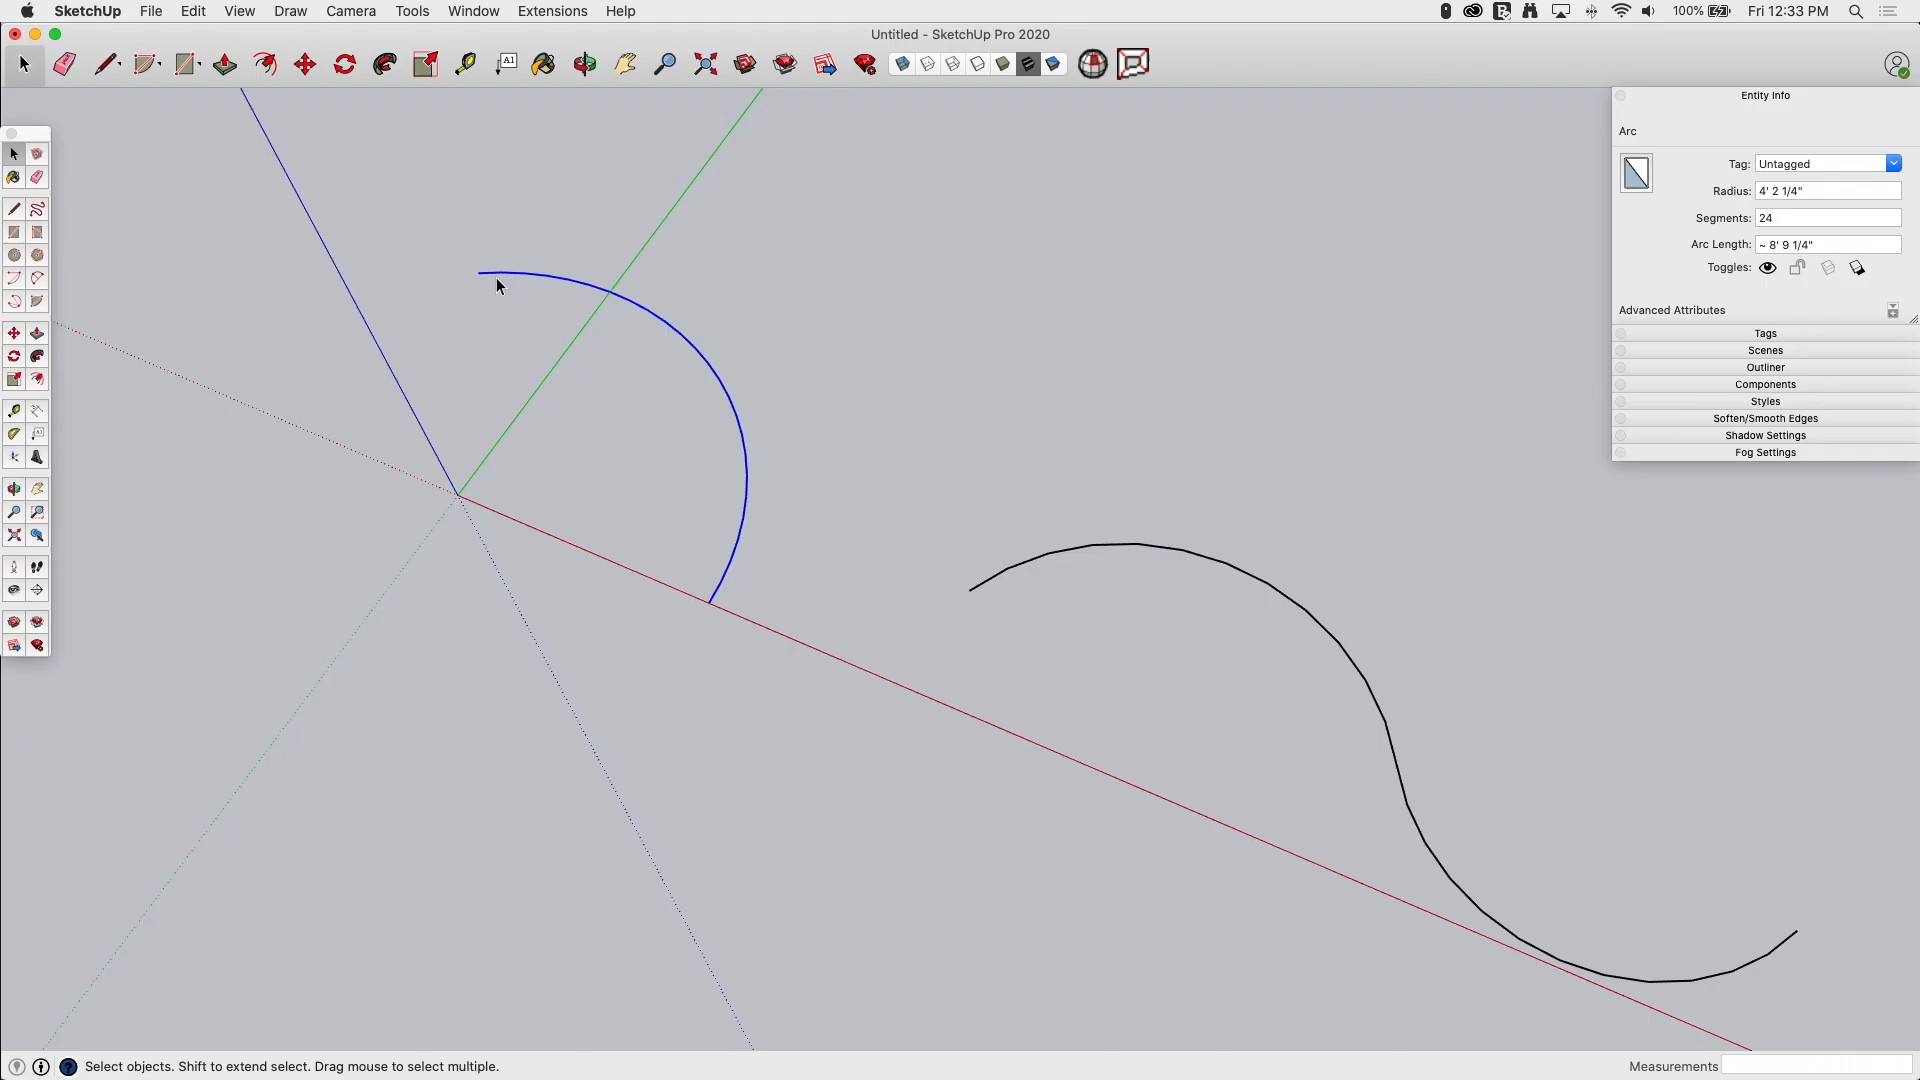 SketchUp File Edit View Draw Camera Tools Window Extensions Help 100% Fri 12:33 PM
Untitled - SketchUp Pro 2020
A1
Entity Info
Arc
Tag: Untagged
Radius: 4' 2 1/4"
Segments: 24
Arc Length: ~ 8' 9 1/4"
Toggles:
Advanced Attributes
Tags
Scenes
Outliner
Components
Styles
Soften/Smooth Edges
Shadow Settings
Fog Settings
Select objects. Shift to extend select. Drag mouse to select multiple. Measurements